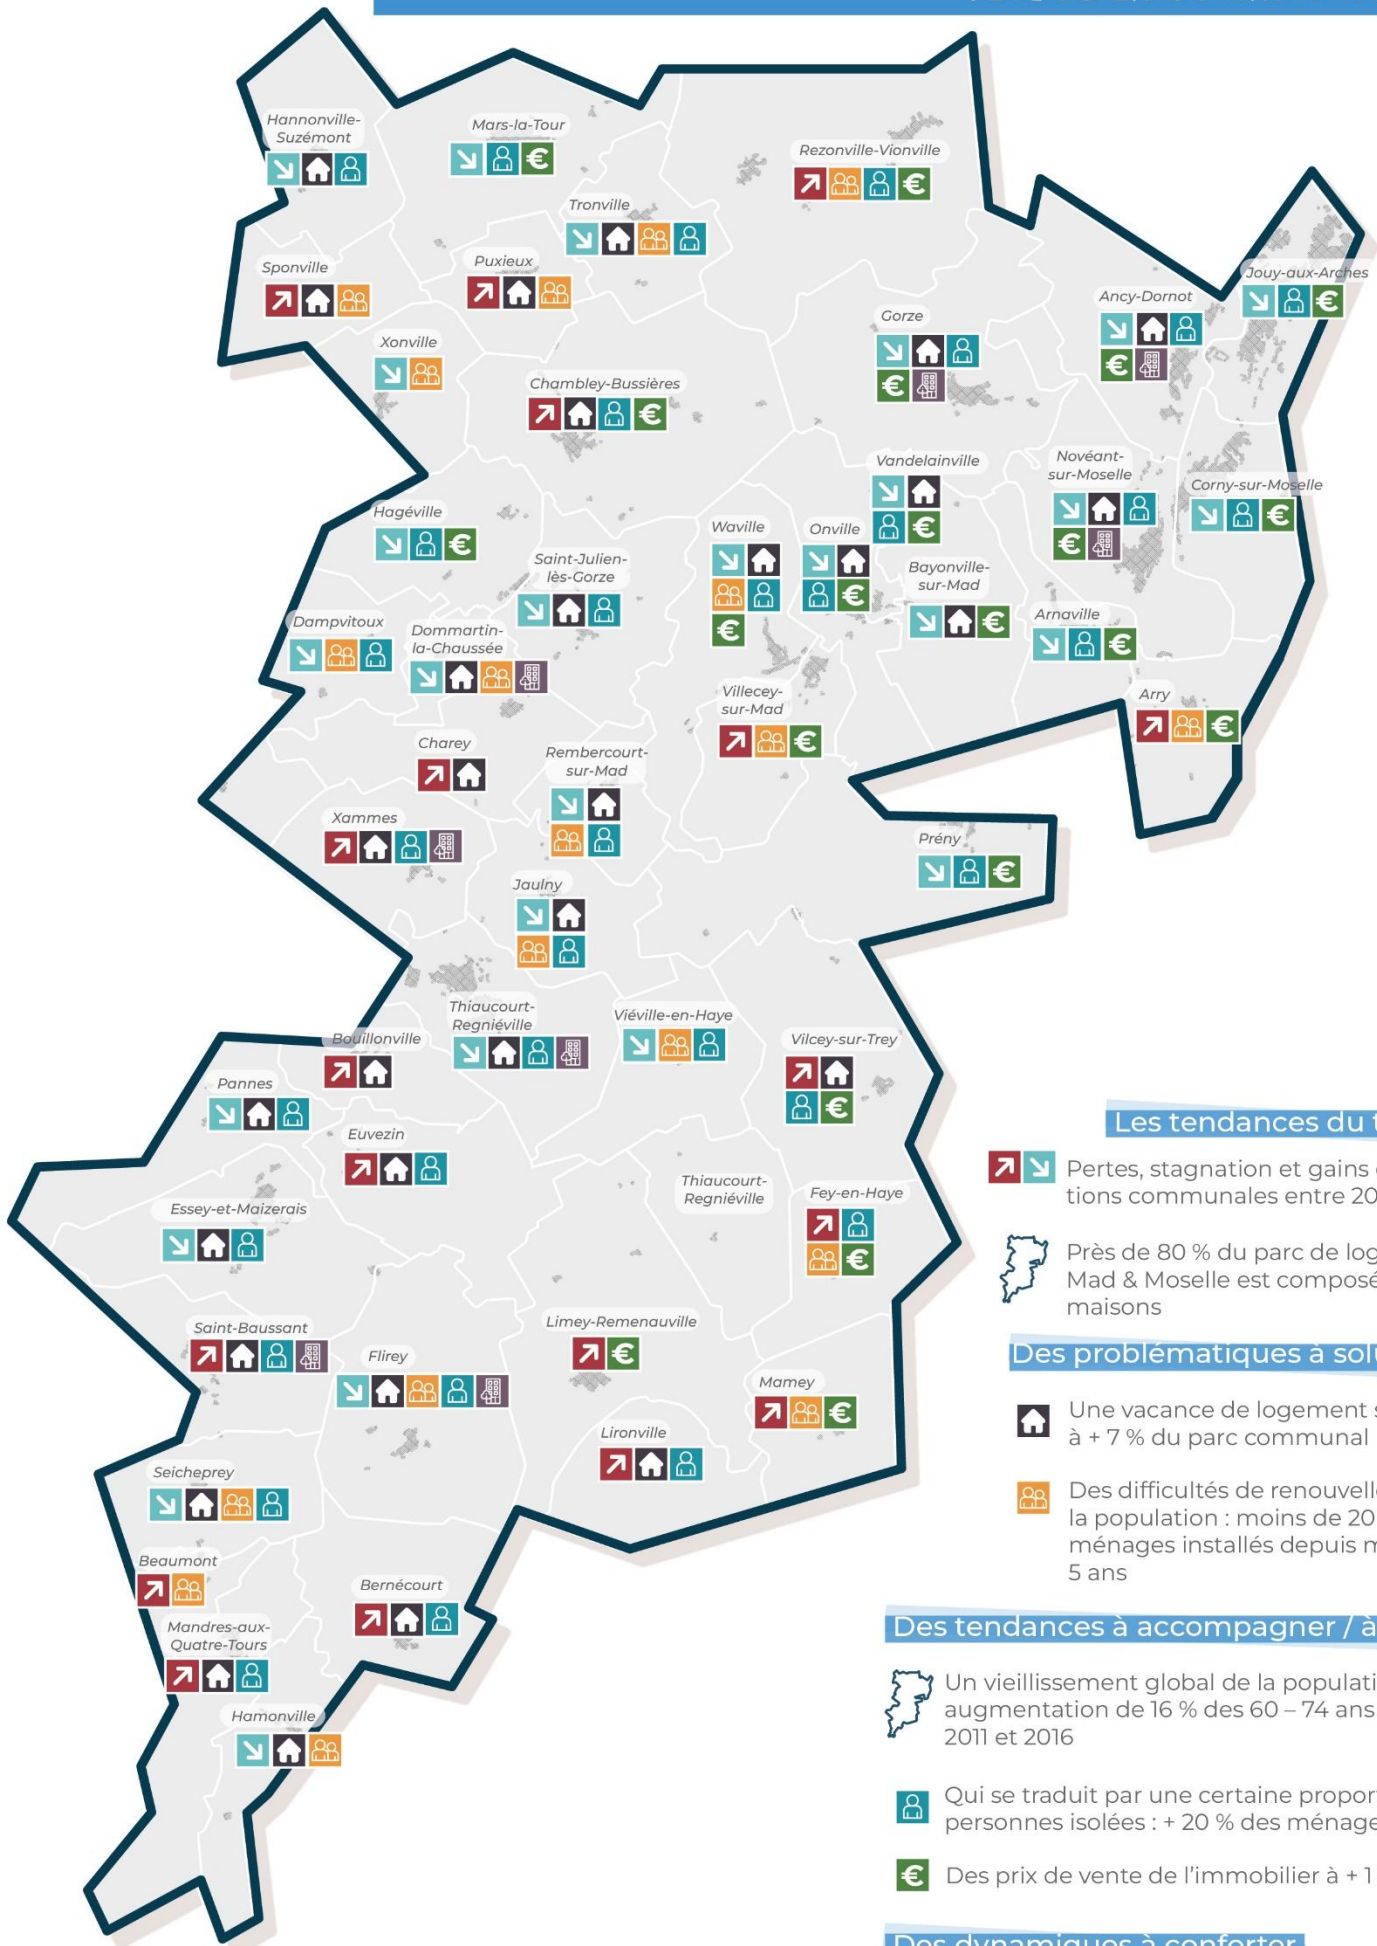 Hannonville-
Suzémont
Mars-la-Tour
Rezonville-Vionville
Tronville
Sponville
Puxieux
Jouy-aux-Arches
Ancy-Dornot
Gorze
Xonville
Chambley-Bussières
Vandelainville
Novéant-
sur-Moselle
Corny-sur-Moselle
Hagéville
Waville
Onville
Saint-Julien-
lès-Gorze
Bayonville-
sur-Mad
Arnaville
Dampvitoux
Dommartin-
la-Chaussée
Villecey-
sur-Mad
Arry
Charey
Rembercourt-
sur-Mad
Xammes
Prény
Jaulny
Thiaucourt-
Regniéville
Viéville-en-Haye
Vilcey-sur-Trey
Bouillonville
Pannes
Euvezin
Thiaucourt-
Regniéville
Fey-en-Haye
Essey-et-Maizerais
Saint-Baussant
Flirey
Limey-Remenauville
Mamey
Lironville
Seicheprey
Beaumont
Bernécourt
Mandres-aux-
Quatre-Tours
Hamonville
Les tendances du
Pertes, stagnation et gains
tions communales entre 20
Près de 80 % du parc de
Mad & Moselle est composé
maisons
Des problématiques à
Une vacance de logement
à + 7 % du parc communal
Des difficultés de
la population : moins de 20
ménages installés depuis
5 ans
Des tendances à accompagner / à
Un vieillissement global de la
augmentation de 16 % des 60 – 74 ans
2011 et 2016
Qui se traduit par une certaine
personnes isolées : + 20 % des
Des prix de vente de l'immobilier à + 1
Des dynamiques à conforter